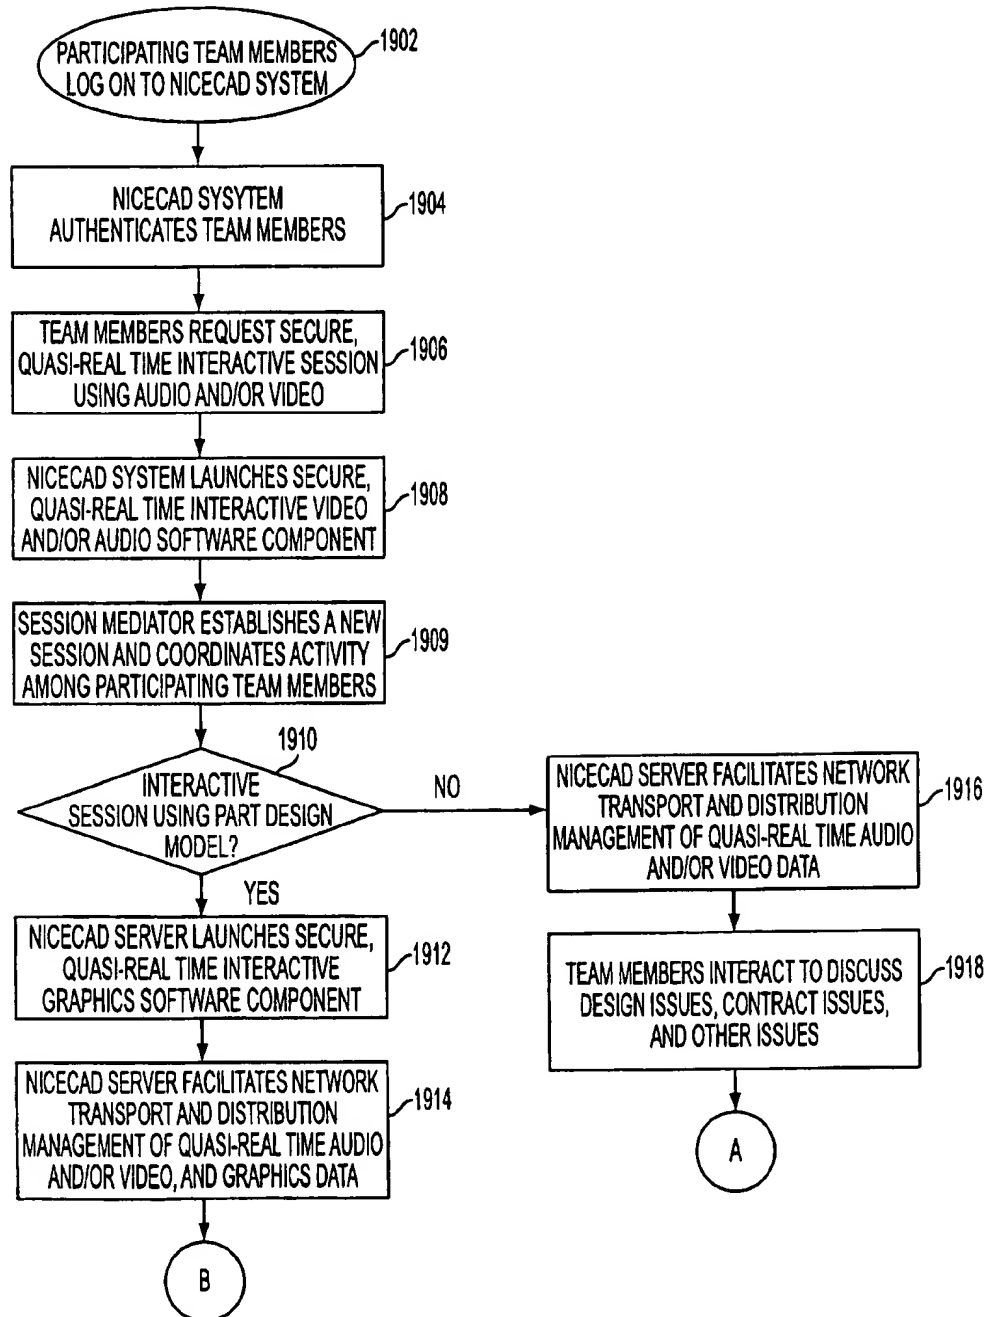 PARTICIPATING TEAM MEMBERS
LOG ON TO NICECAD SYSTEM
1902
NICECAD SYSYTEM
AUTHENTICATES TEAM MEMBERS
1904
TEAM MEMBERS REQUEST SECURE,
QUASI-REAL TIME INTERACTIVE SESSION
USING AUDIO AND/OR VIDEO
1906
NICECAD SYSTEM LAUNCHES SECURE,
QUASI-REAL TIME INTERACTIVE VIDEO
AND/OR AUDIO SOFTWARE COMPONENT
1908
SESSION MEDIATOR ESTABLISHES A NEW
SESSION AND COORDINATES ACTIVITY
AMONG PARTICIPATING TEAM MEMBERS
1909
1910
INTERACTIVE
SESSION USING PART DESIGN
MODEL?
NO
YES
NICECAD SERVER LAUNCHES SECURE,
QUASI-REAL TIME INTERACTIVE
GRAPHICS SOFTWARE COMPONENT
1912
NICECAD SERVER FACILITATES NETWORK
TRANSPORT AND DISTRIBUTION
MANAGEMENT OF QUASI-REAL TIME AUDIO
AND/OR VIDEO, AND GRAPHICS DATA
1914
B
NICECAD SERVER FACILITATES NETWORK
TRANSPORT AND DISTRIBUTION
MANAGEMENT OF QUASI-REAL TIME AUDIO
AND/OR VIDEO DATA
1916
TEAM MEMBERS INTERACT TO DISCUSS
DESIGN ISSUES, CONTRACT ISSUES,
AND OTHER ISSUES
1918
A